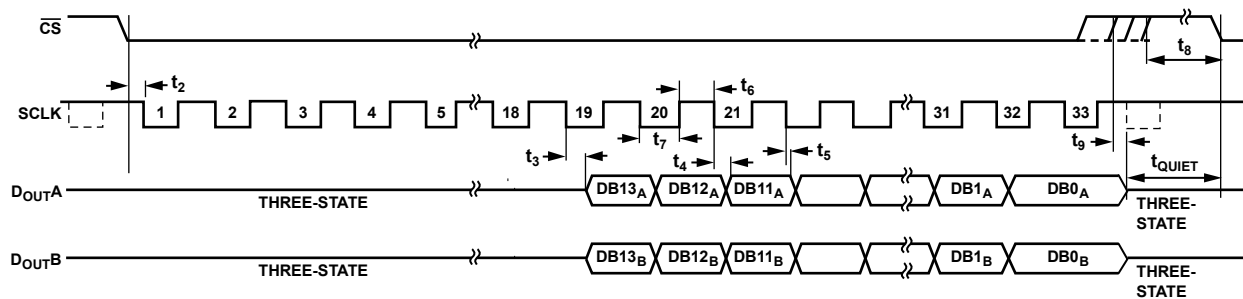 CS
t8
t2
t6
SCLK
1 2 3 4 5 18 19 20 21 31 32 33
t3
t7
t4
t5
t9
tQUIET
DOUTA
THREE-STATE
DB13A DB12A DB11A DB1A DB0A
THREE-
STATE
DOUTB
THREE-STATE
DB13B DB12B DB11B DB1B DB0B
THREE-
STATE